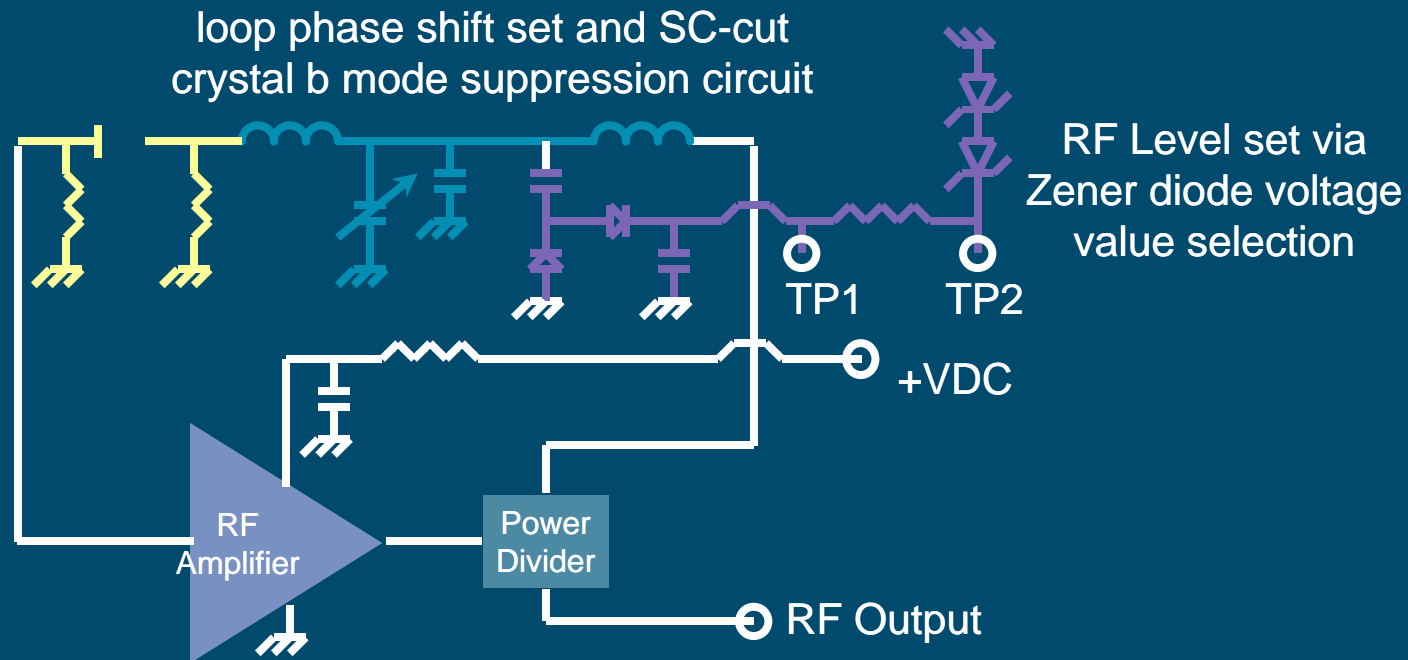 loop phase shift set and SC-cut
crystal b mode suppression circuit
RF Level set via
Zener diode voltage
value selection
TP1
TP2
+VDC
RF
Amplifier
Power
Divider
RF Output